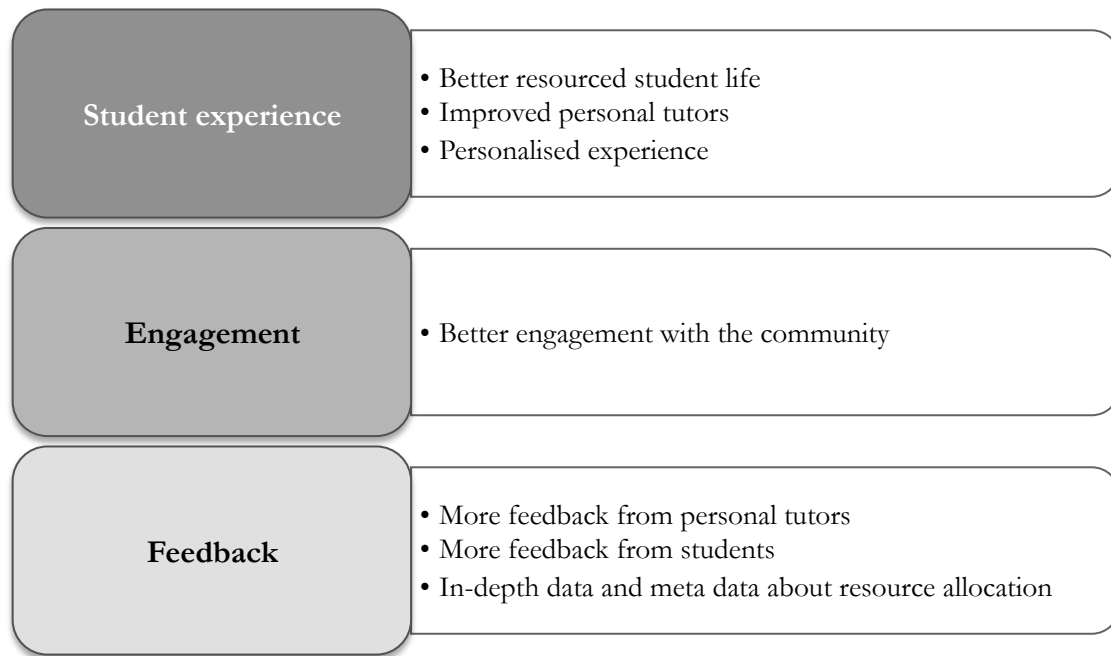 Student experience
• Better resourced student life
• Improved personal tutors
• Personalised experience
Engagement
• Better engagement with the community
Feedback
• More feedback from personal tutors
• More feedback from students
• In-depth data and meta data about resource allocation